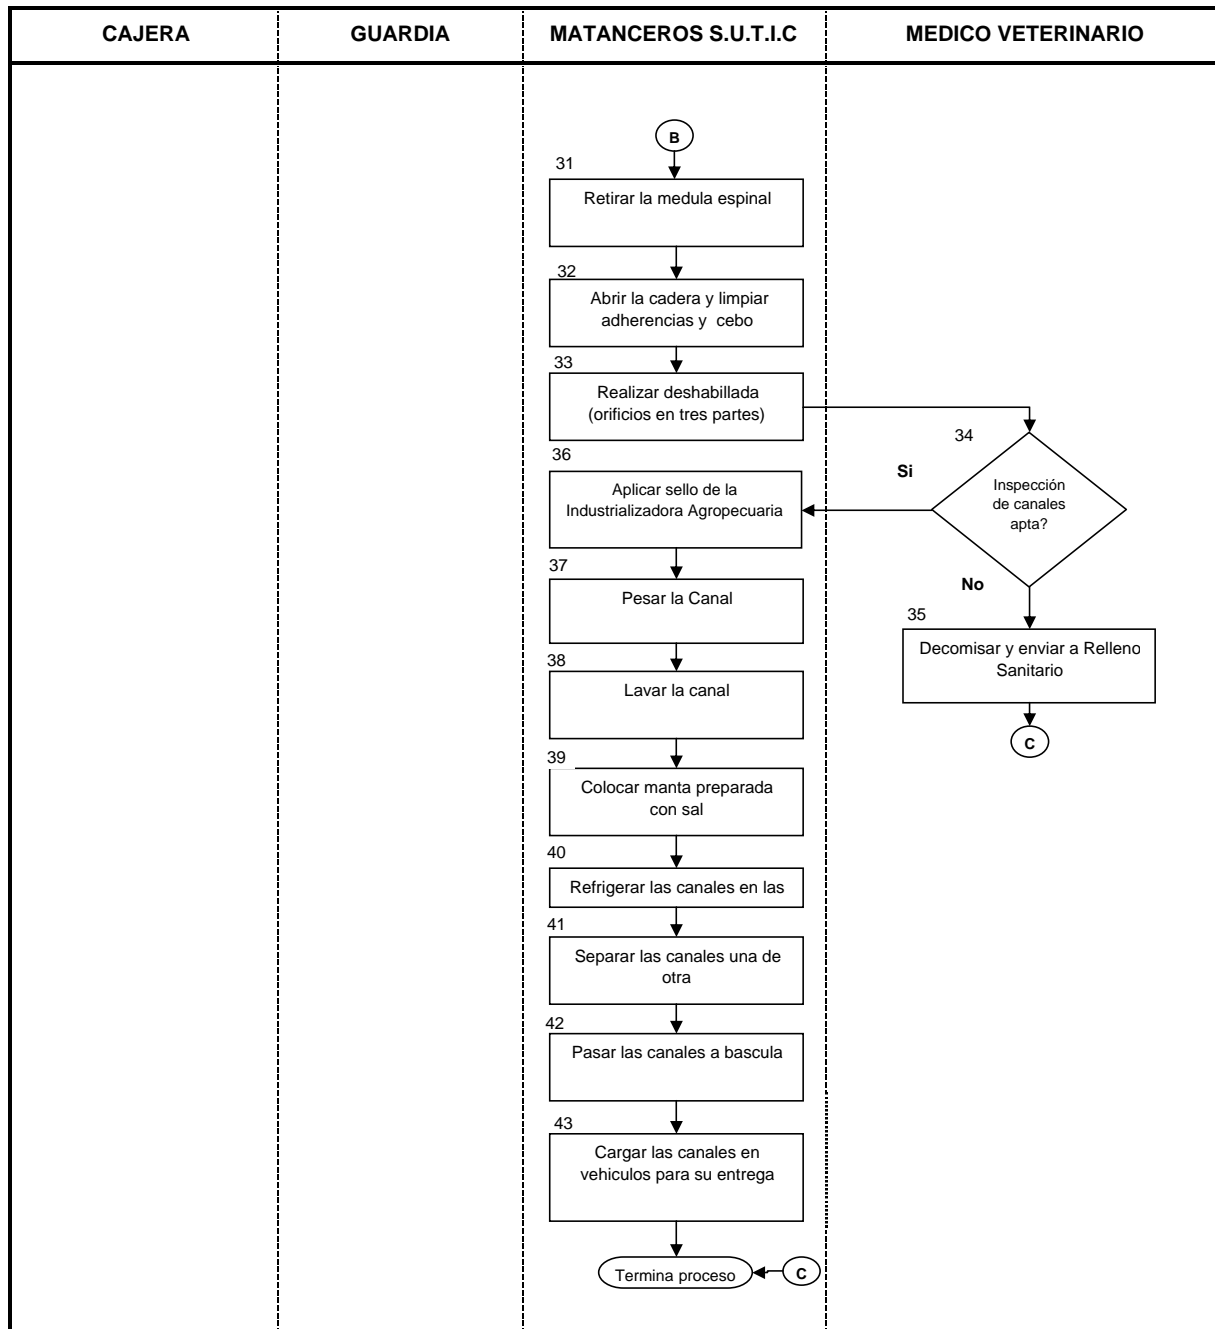 CAJERA
GUARDIA
MATANCEROS S.U.T.I.C
MEDICO VETERINARIO
B
31
Retirar la medula espinal
32
Abrir la cadera y limpiar
adherencias y cebo
33
Realizar deshabillada
(orificios en tres partes)
34
Inspección
de canales
apta?
Si
No
35
Decomisar y enviar a Relleno
Sanitario
C
36
Aplicar sello de la
Industrializadora Agropecuaria
37
Pesar la Canal
38
Lavar la canal
39
Colocar manta preparada
con sal
40
Refrigerar las canales en las
41
Separar las canales una de
otra
42
Pasar las canales a bascula
43
Cargar las canales en
vehiculos para su entrega
Termina proceso
C